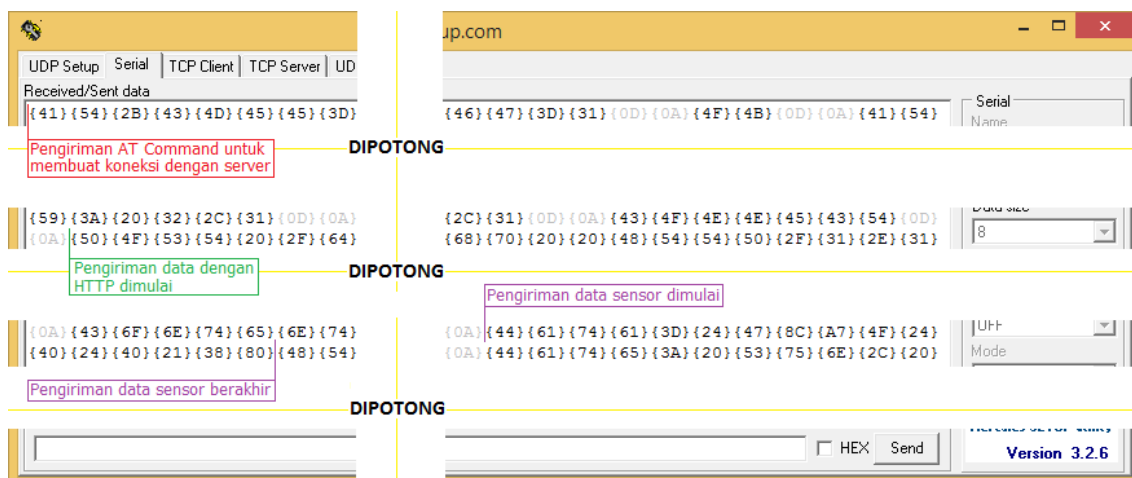 up.com
UDP Setup Serial TCP Client TCP Server UD
Received/Sent data
Serial
{41}{54}{2B}{43}{4D}{45}{45}{3D} {46}{47}{3D}{31}{0D}{0A}{4F}{4B}{0D}{0A}{41}{54}
Name
Pengiriman AT Command untuk
membuat koneksi dengan server
DIPOTONG
{59}{3A}{20}{32}{2C}{31}{0D}{0A} {2C}{31}{0D}{0A}{43}{4F}{4E}{4E}{45}{43}{54}{0D}
Data size
{0A}{50}{4F}{53}{54}{20}{2F}{64} {68}{70}{20}{20}{48}{54}{54}{50}{2F}{31}{2E}{31}
8
Pengiriman data dengan
HTTP dimulai
DIPOTONG
Pengiriman data sensor dimulai
{0A}{43}{6F}{6E}{74}{65}{6E}{74} {0A}{44}{61}{74}{61}{3D}{24}{47}{8C}{A7}{4F}{24}
OFF
{40}{24}{40}{21}{38}{80}{48}{54} {0A}{44}{61}{74}{65}{3A}{20}{53}{75}{6E}{2C}{20}
Mode
Pengiriman data sensor berakhir
DIPOTONG
HEX Send
Version 3.2.6